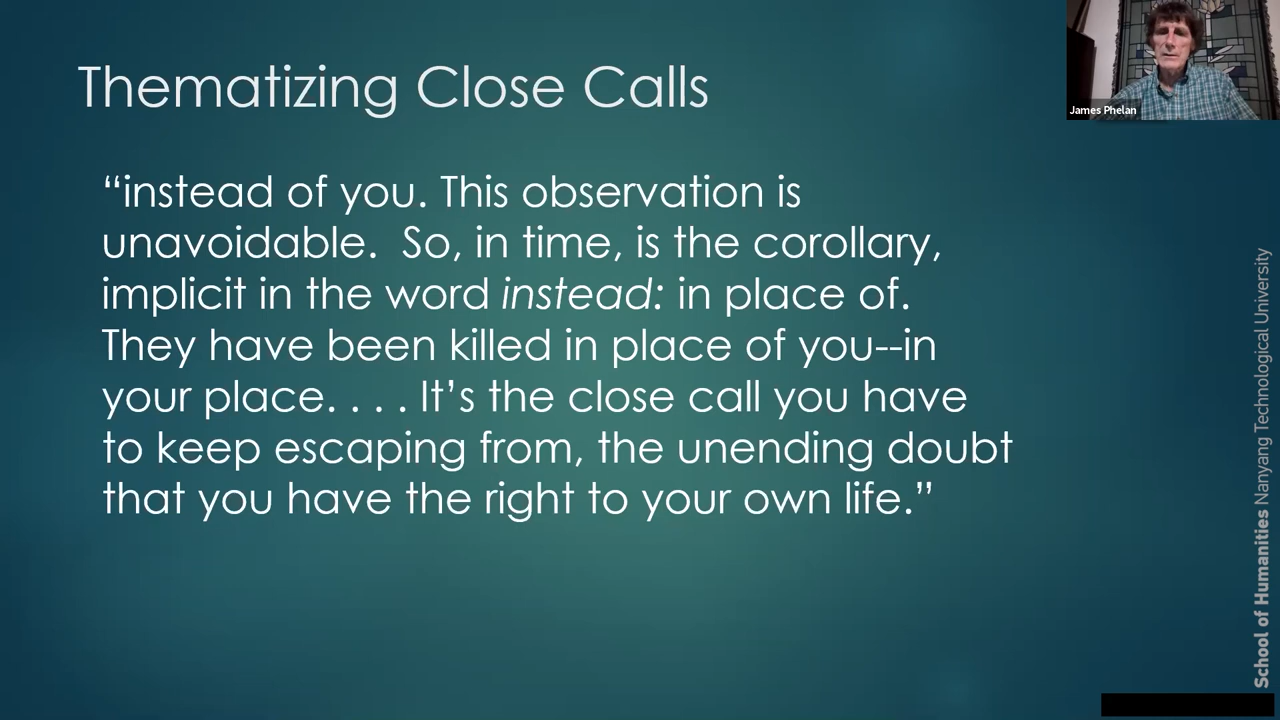 Thematizing Close Calls
James Phelan
“instead of you. This observation is
unavoidable.  So, in time, is the corollary,
implicit in the word instead: in place of.
They have been killed in place of you--in
your place. . . . It’s the close call you have
to keep escaping from, the unending doubt
that you have the right to your own life.”
School of Humanities Nanyang Technological University